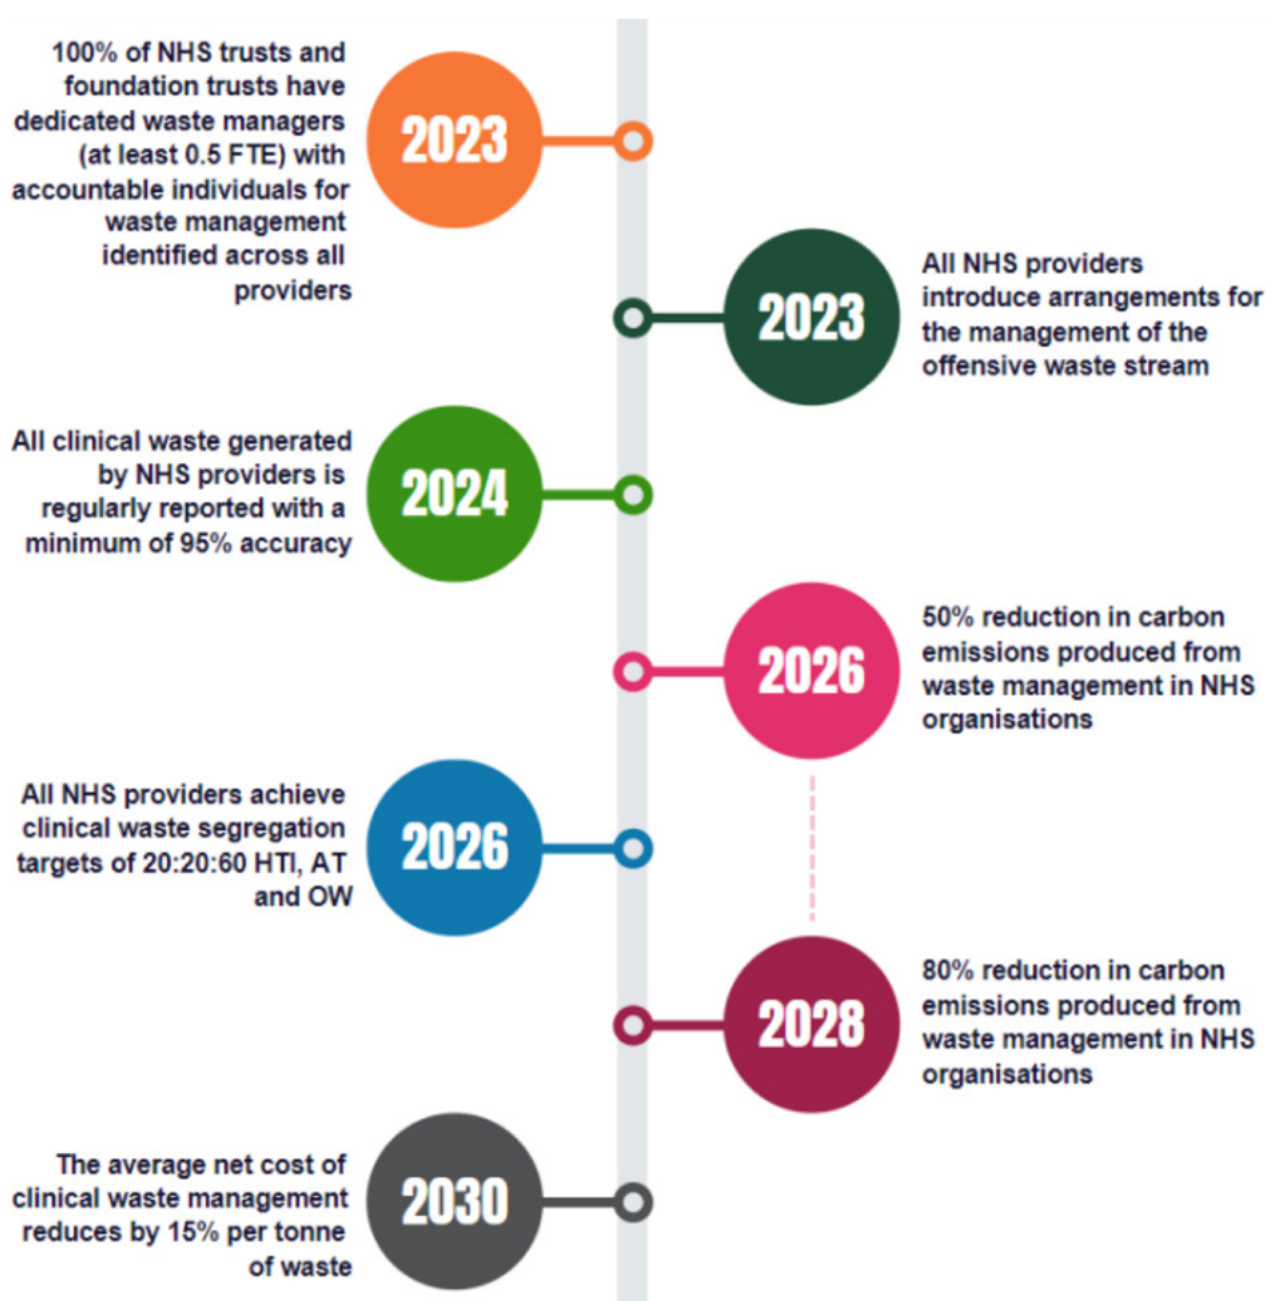 100% of NHS trusts and
foundation trusts have
dedicated waste managers
(at least 0.5 FTE) with
accountable individuals for
waste management
identified across all
providers
2023
2023
All NHS providers
introduce arrangements for
the management of the
offensive waste stream
All clinical waste generated
by NHS providers is
regularly reported with a
minimum of 95% accuracy
2024
2026
50% reduction in carbon
emissions produced from
waste management in NHS
organisations
All NHS providers achieve
clinical waste segregation
targets of 20:20:60 HTI, AT
and OW
2026
2028
80% reduction in carbon
emissions produced from
waste management in NHS
organisations
The average net cost of
clinical waste management
reduces by 15% per tonne
of waste
2030